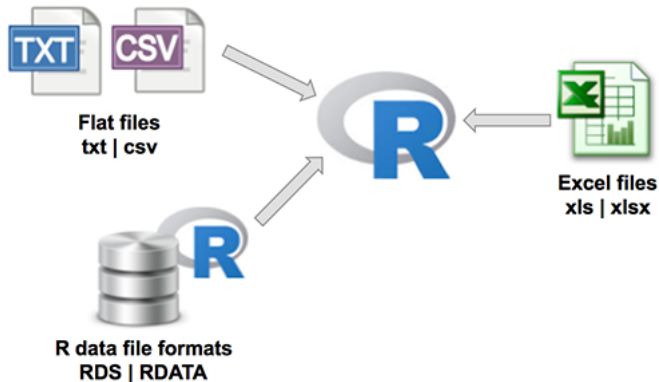 TXT
CSV
Flat files
txt | csv
R
X
Excel files
xls | xlsx
R
R data file formats
RDS | RDATA